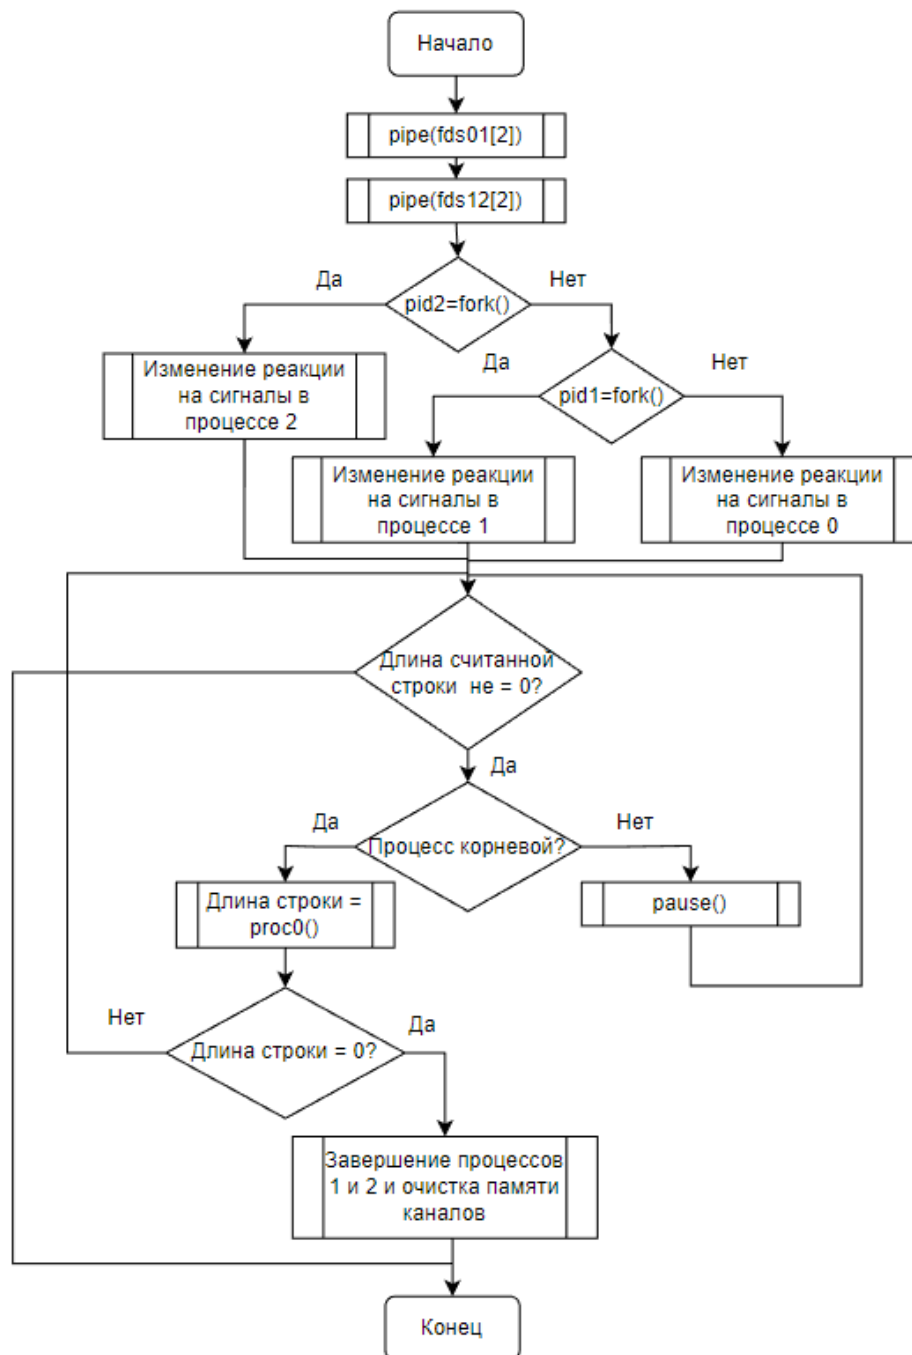 Начало
pipe(fds01[2])
pipe(fds12[2])
Да
Нет
pid2=fork()
Изменение реакции
на сигналы в
процессе 2
Да
Нет
pid1=fork()
Изменение реакции
на сигналы в
процессе 1
Изменение реакции
на сигналы в
процессе 0
Длина считанной
строки не = 0?
Да
Да
Нет
Процесс корневой?
Длина строки =
proc0()
pause()
Нет
Да
Длина строки = 0?
Завершение процессов
1 и 2 и очистка памяти
каналов
Конец